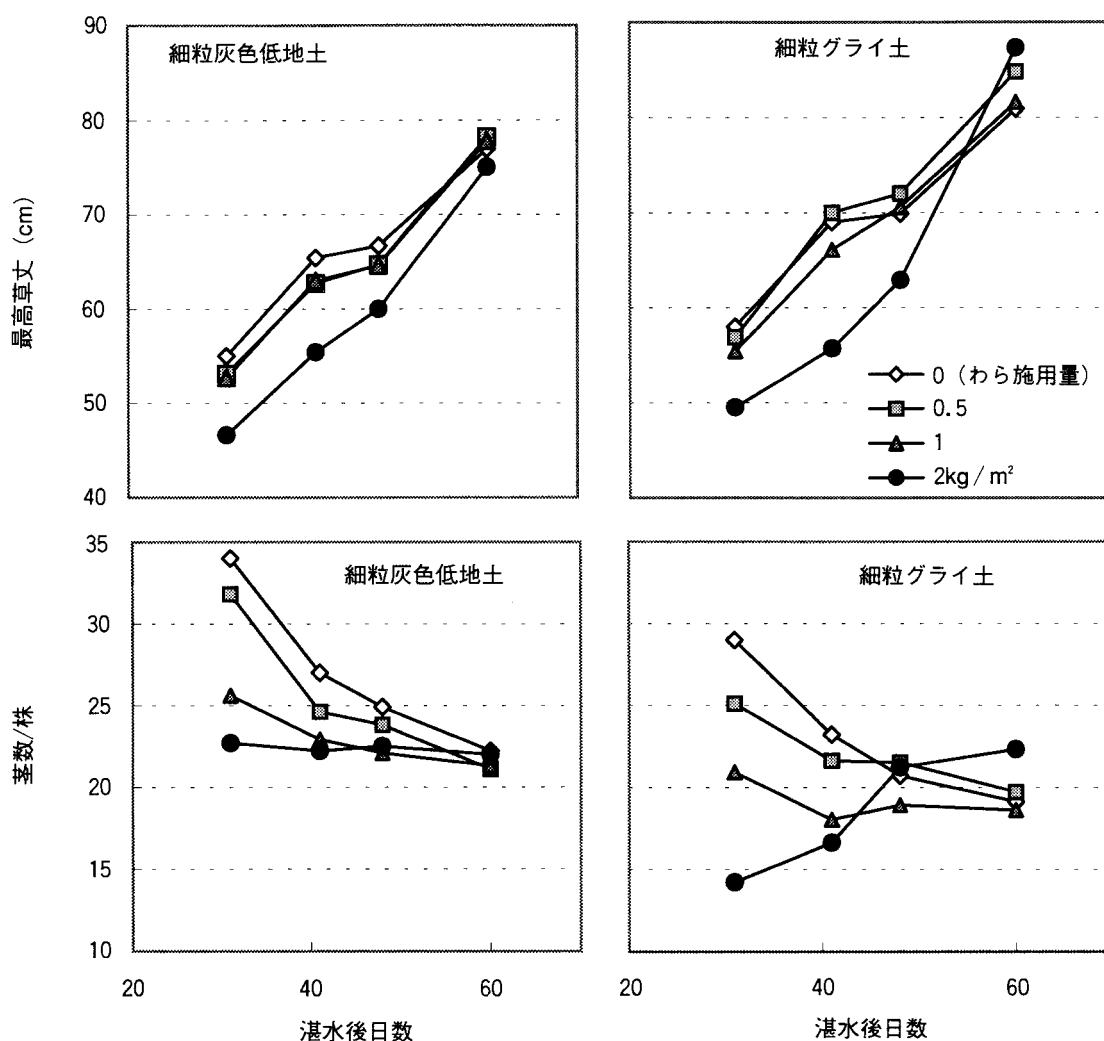 細粒灰色低地土
細粒グライ土
90
80
70
60
50
40
最高草丈 (cm)
0 (わら施用量)
0.5
1
2kg/m²
細粒灰色低地土
細粒グライ土
35
30
25
20
15
10
茎数/株
20 40 60
20 40 60
湛水後日数
湛水後日数